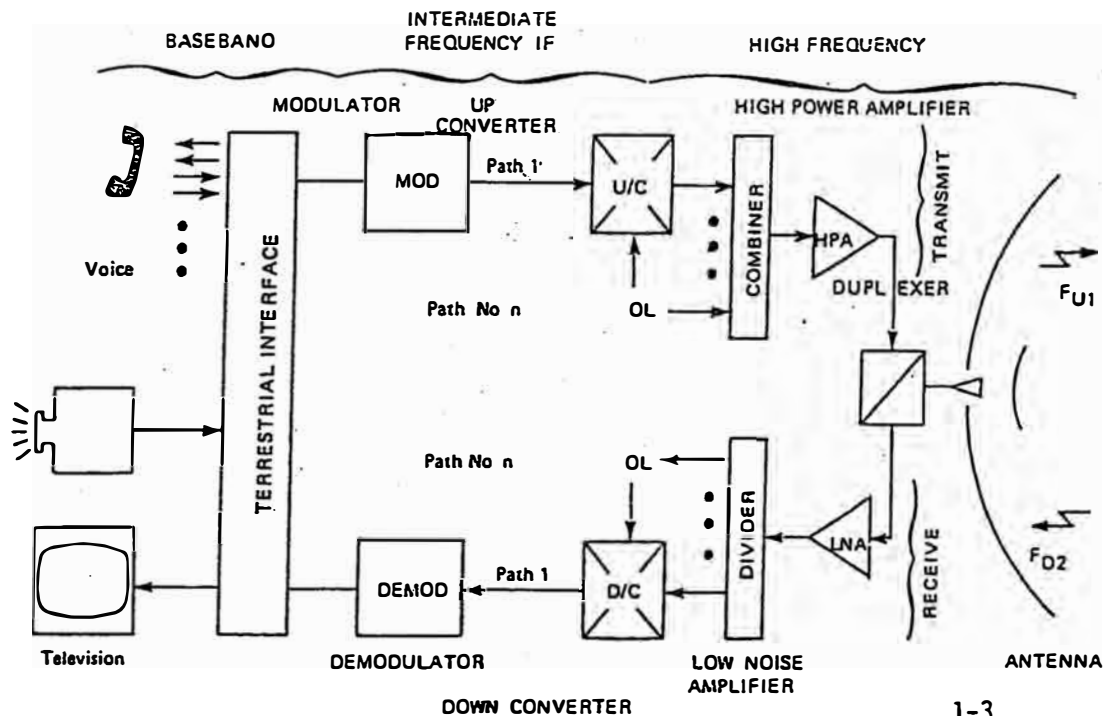 INTERMEDIATE
BASEBANO
FREQUENCY IF
HIGH FREQUENCY
MODULATOR
UP
CONVERTER
HIGH POWER AMPLIFIER
MOD
Path 1
U/C
COMBINER
HPA
TRANSMIT
DUPLEXER
Voice
TERRESTRIAL INTERFACE
Path No n
OL
FU1
Path No n
OL
DIVIDER
LNA
RECEIVE
FD2
DEMOD
Path 1
D/C
Television
DEMODULATOR
LOW NOISE
AMPLIFIER
ANTENNA
DOWN CONVERTER
1-3